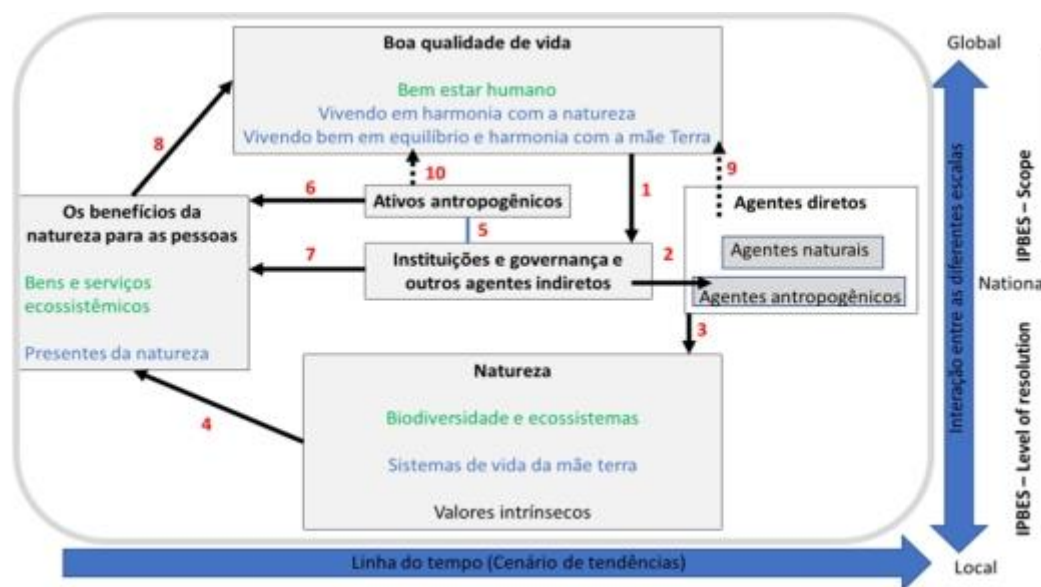 Boa qualidade de vida
Bem estar humano
Vivendo em harmonia com a natureza
Vivendo bem em equilíbrio e harmonia com a mãe Terra
Global
8
10
9
1
6
Ativos antropogênicos
Agentes diretos
Os benefícios da
natureza para as pessoas
5
7
Instituições e governança e
outros agentes indiretos
2
Agentes naturais
Agentes antropogênicos
Bens e serviços
ecossistêmicos
Presentes da natureza
3
4
Natureza
Biodiversidade e ecossistemas
Sistemas de vida da mãe terra
Valores intrínsecos
Interação entre as diferentes escalas
IPBES – Scope
Nationa
IPBES – Level of resolution
Linha do tempo (Cenário de tendências)
Local